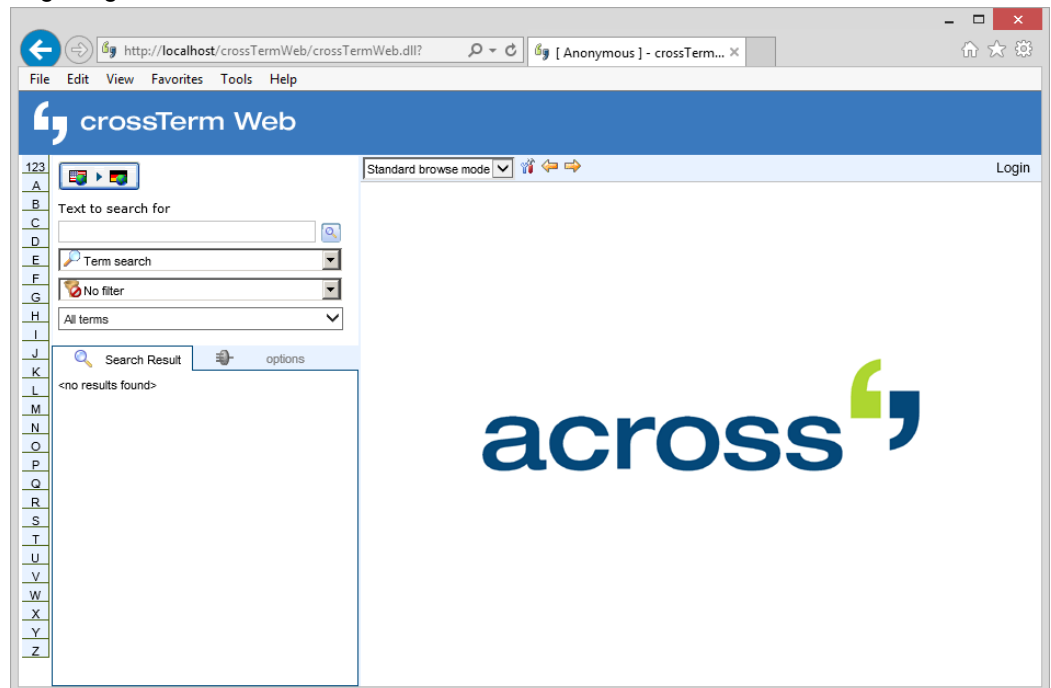 http://localhost/crossTermWeb/crossTermWeb.dll?
[ Anonymous ] - crossTerm...
File Edit View Favorites Tools Help
crossTerm Web
123
A
B
C
D
E
F
G
H
I
J
K
L
M
N
O
P
Q
R
S
T
U
V
W
X
Y
Z
Text to search for
Term search
No filter
All terms
Search Result options
<no results found>
Standard browse mode Login
across